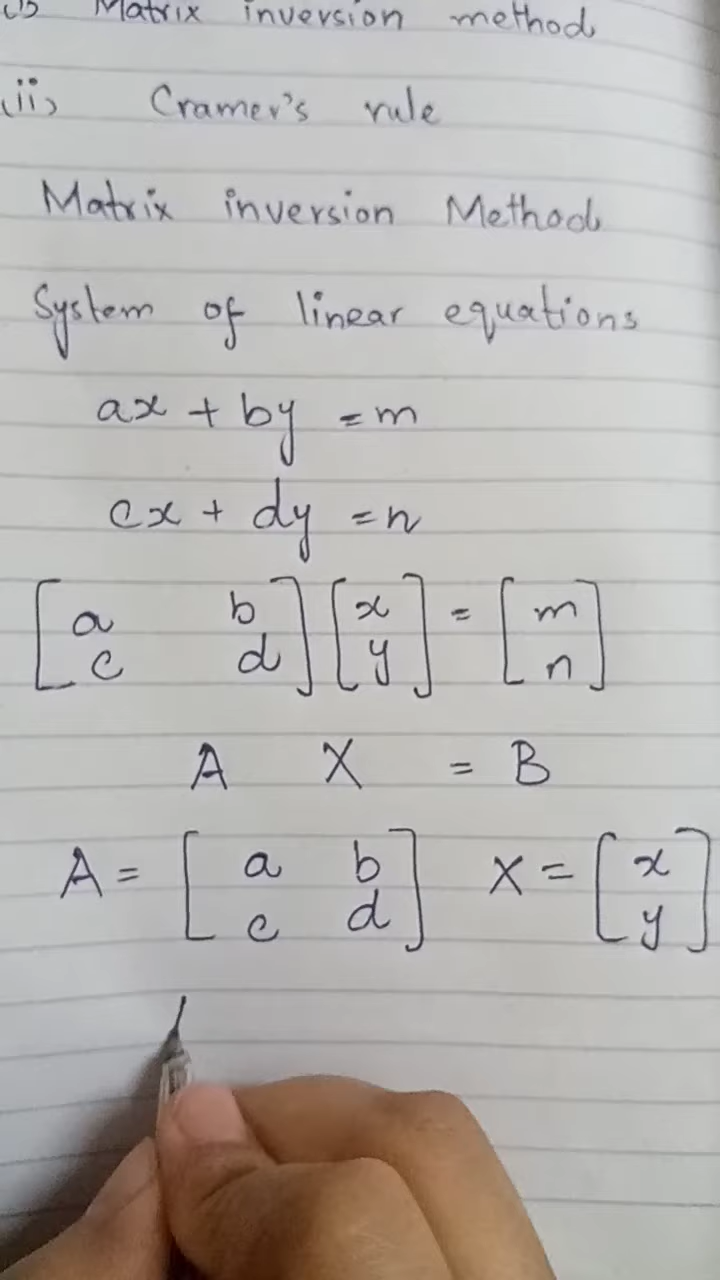 (i) Matrix inversion method
(ii) Cramer's rule
Matrix inversion Method
System of linear equations
ax + by = m
cx + dy = n
[a b; c d] [x; y] = [m; n]
A X = B
A = [a b; c d] X = [x; y]